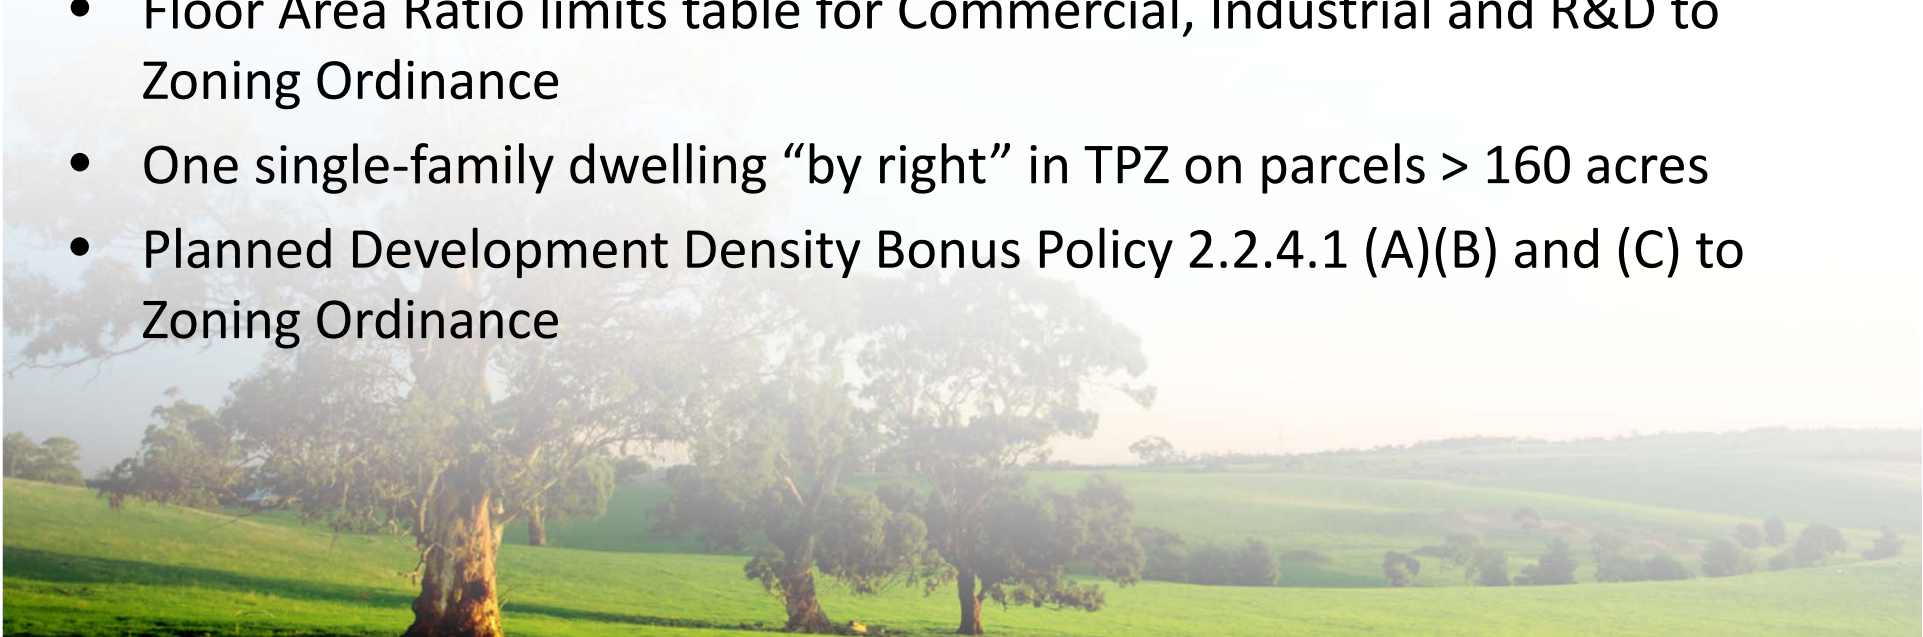 • Floor Area Ratio limits table for Commercial, Industrial and R&D to
Zoning Ordinance
• One single-family dwelling “by right” in TPZ on parcels > 160 acres
• Planned Development Density Bonus Policy 2.2.4.1 (A)(B) and (C) to
Zoning Ordinance